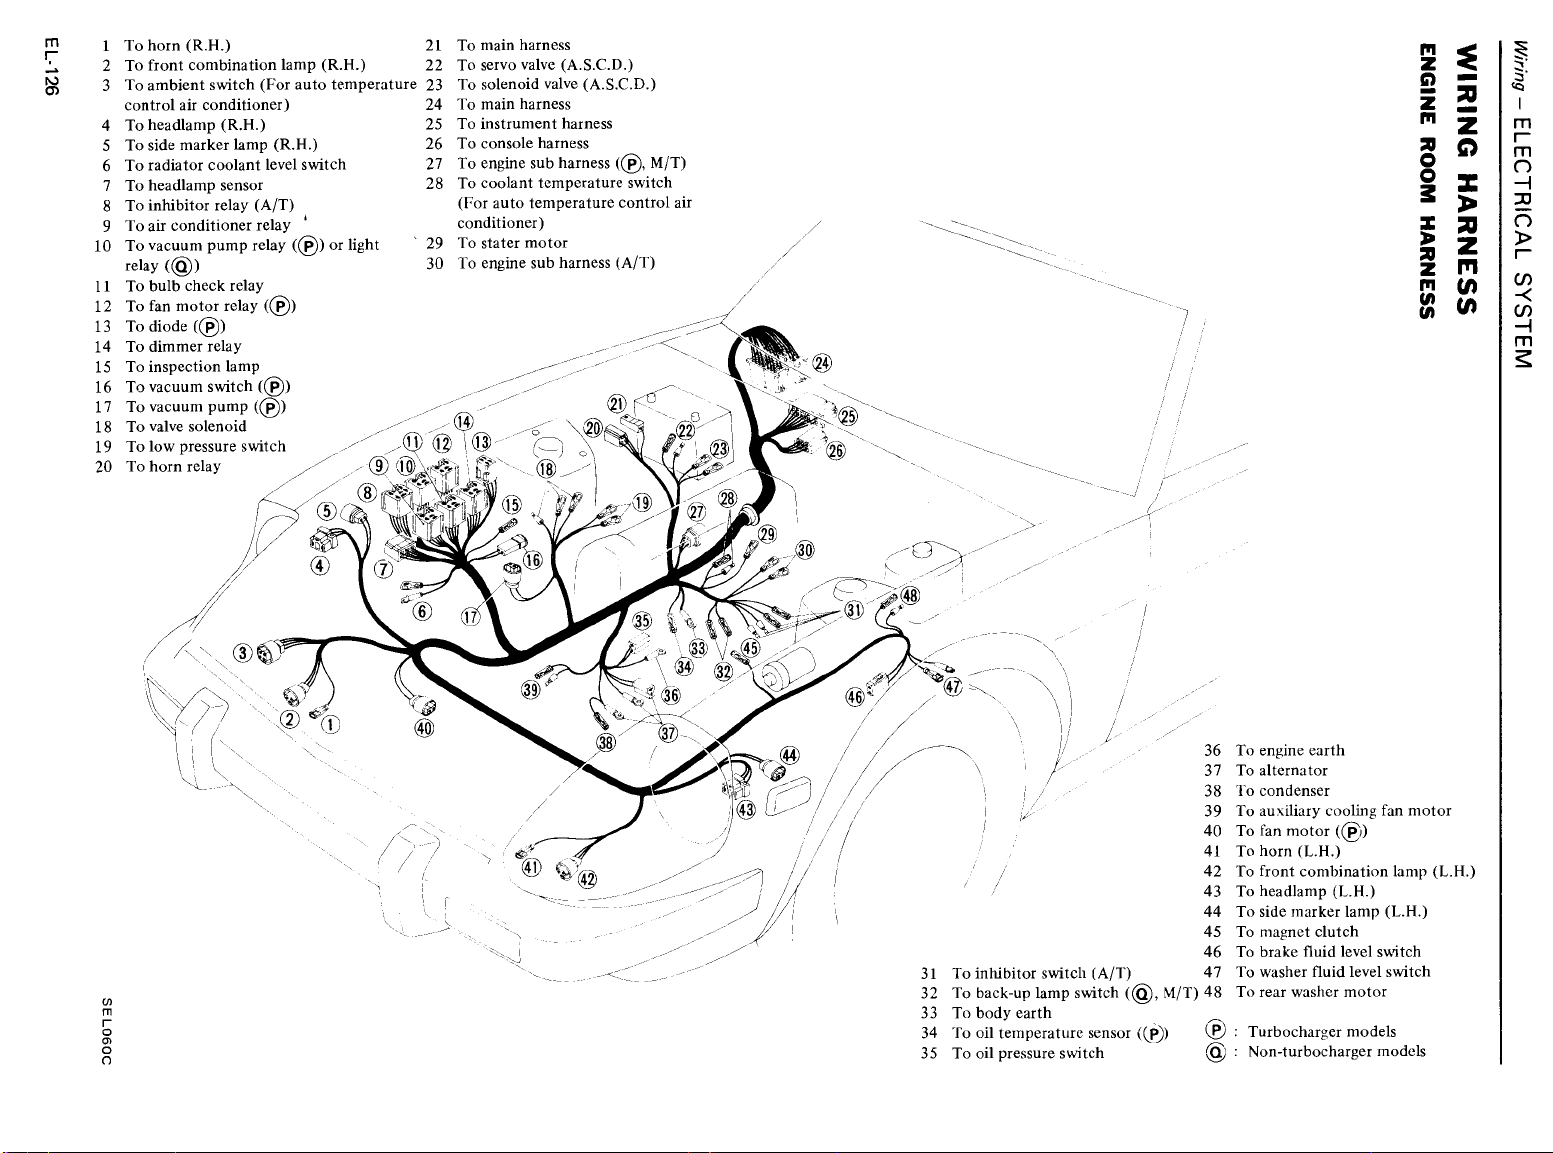 Wiring — ELECTRICAL SYSTEM
WIRING HARNESS
ENGINE ROOM HARNESS
1 To horn (R.H.)
2 To front combination lamp (R.H.)
3 To ambient switch (For auto temperature
control air conditioner)
4 To headlamp (R.H.)
5 To side marker lamp (R.H.)
6 To radiator coolant level switch
7 To headlamp sensor
8 To inhibitor relay (A/T)
9 To air conditioner relay
10 To vacuum pump relay (Ⓟ) or light
relay (Ⓠ)
11 To bulb check relay
12 To fan motor relay (Ⓟ)
13 To diode (Ⓟ)
14 To dimmer relay
15 To inspection lamp
16 To vacuum switch (Ⓟ)
17 To vacuum pump (Ⓟ)
18 To valve solenoid
19 To low pressure switch
20 To horn relay
21 To main harness
22 To servo valve (A.S.C.D.)
23 To solenoid valve (A.S.C.D.)
24 To main harness
25 To instrument harness
26 To console harness
27 To engine sub harness (Ⓟ, M/T)
28 To coolant temperature switch
(For auto temperature control air
conditioner)
29 To stater motor
30 To engine sub harness (A/T)
24
21
25
14
20
22
11
12
13
23
26
9
10
18
8
28
15
19
5
27
29
16
30
4
7
48
6
17
35
31
45
3
33
34
32
39
36
46
47
2
1
40
37
38
44
43
41
42
31 To inhibitor switch (A/T)
32 To back-up lamp switch (Ⓠ, M/T)
33 To body earth
34 To oil temperature sensor (Ⓟ)
35 To oil pressure switch
36 To engine earth
37 To alternator
38 To condenser
39 To auxiliary cooling fan motor
40 To fan motor (Ⓟ)
41 To horn (L.H.)
42 To front combination lamp (L.H.)
43 To headlamp (L.H.)
44 To side marker lamp (L.H.)
45 To magnet clutch
46 To brake fluid level switch
47 To washer fluid level switch
48 To rear washer motor
Ⓟ : Turbocharger models
Ⓠ : Non-turbocharger models
SEL060C
EL-126